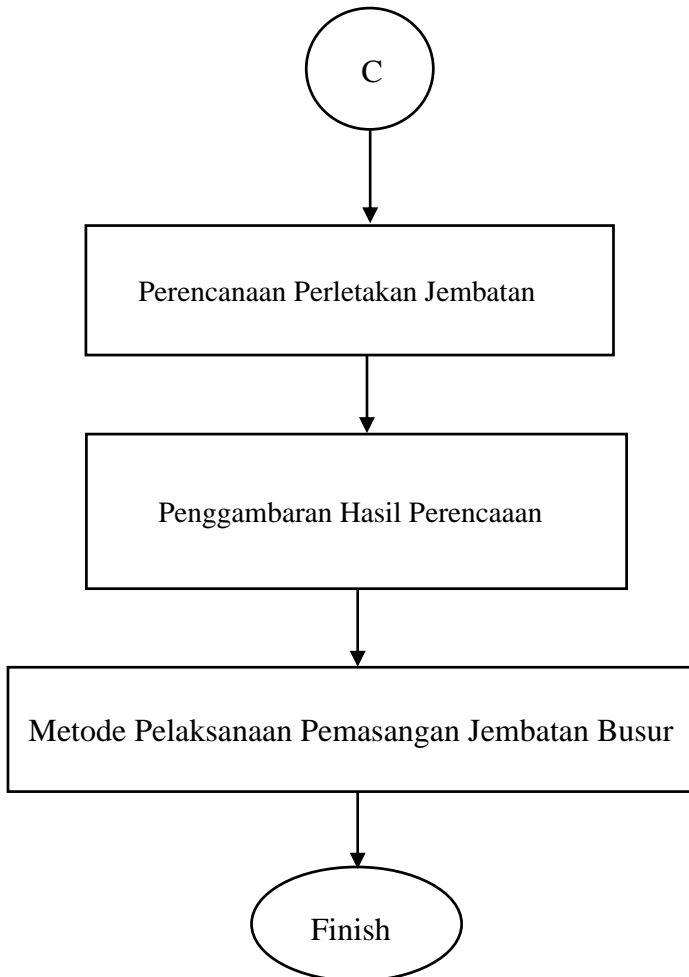 C
Perencanaan Perletakan Jembatan
Penggambaran Hasil Perencaaan
Metode Pelaksanaan Pemasangan Jembatan Busur
Finish